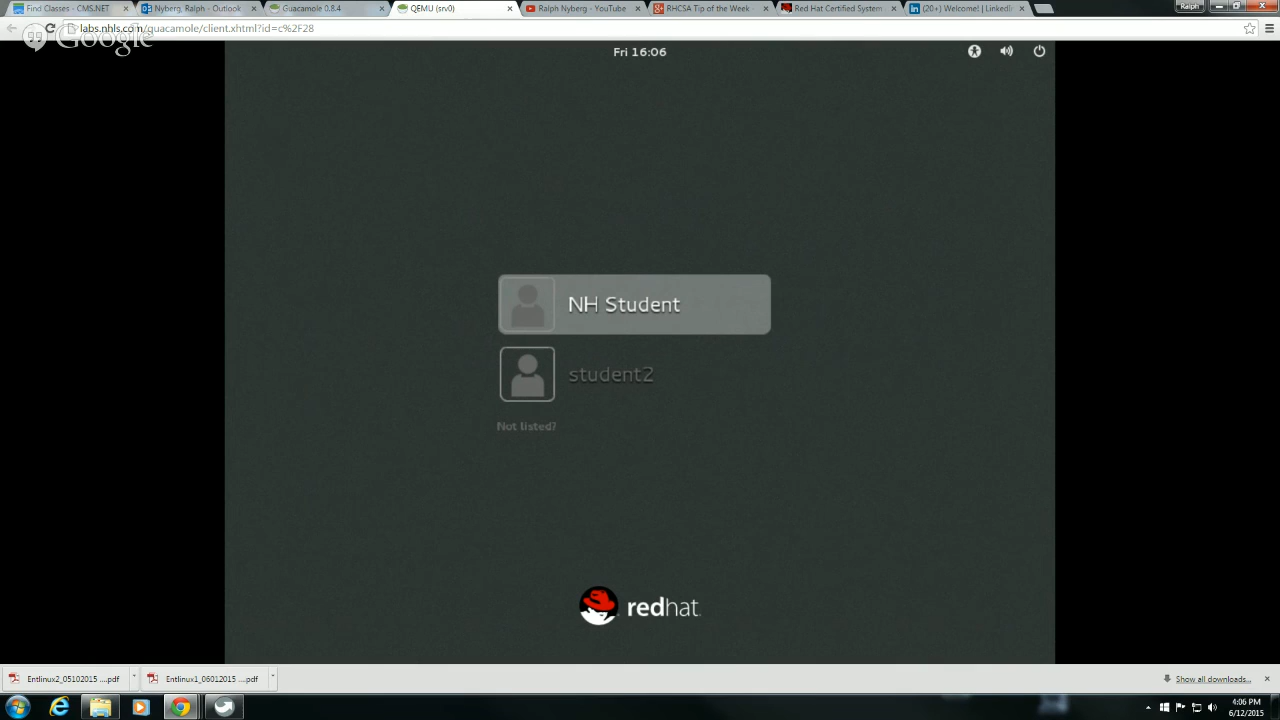 Find Classes - CMS.NET
Nyberg, Ralph - Outlook
Guacamole 0.8.4
QEMU (srv0)
Ralph Nyberg - YouTube
RHCSA Tip of the Week -
Red Hat Certified System
(20+) Welcome! | LinkedI
Ralph
labs.nhls.com/guacamole/client.xhtml?id=c%2F28
Google
Fri 16:06
NH Student
student2
Not listed?
redhat.
Entlinux2_05102015 ....pdf
Entlinux1_06012015 ....pdf
Show all downloads...
4:06 PM
6/12/2015